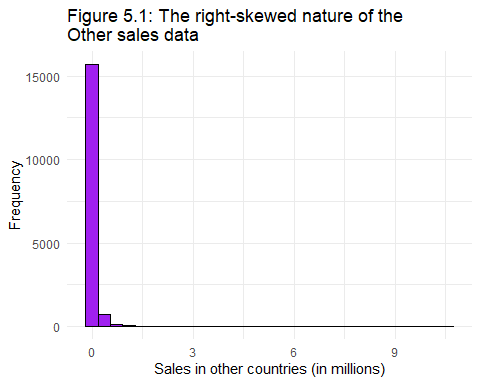 Figure 5.1: The right-skewed nature of the
Other sales data
15000
10000
5000
0
Frequency
0 3 6 9
Sales in other countries (in millions)